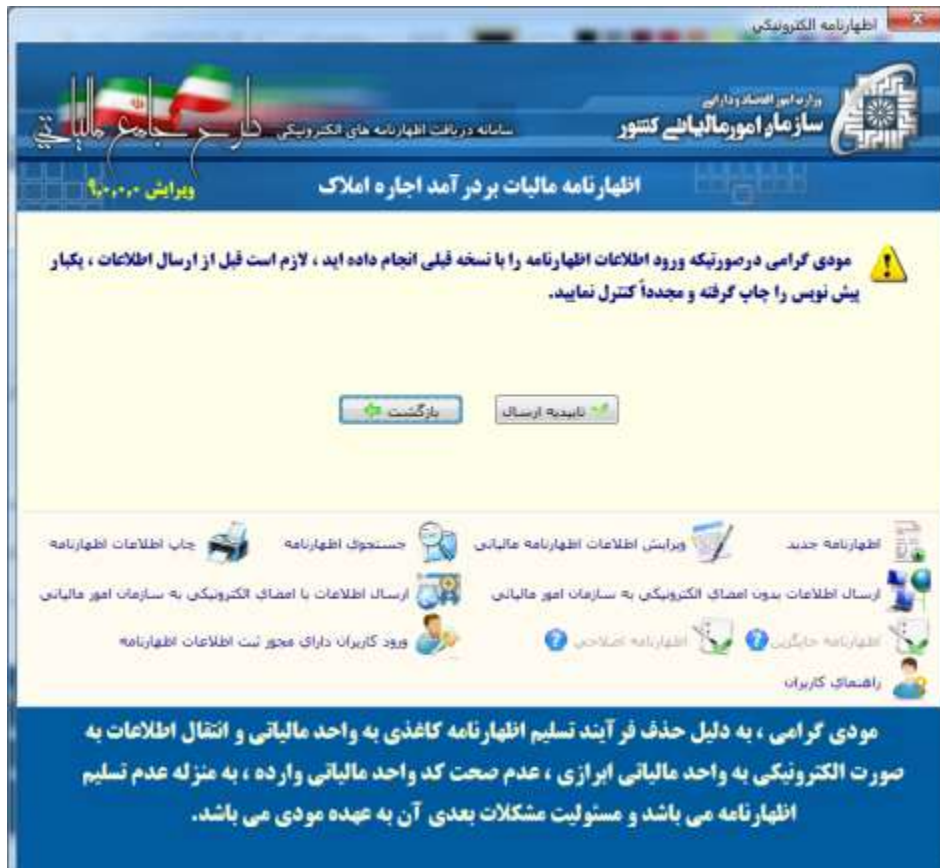 اظهارنامه الکترونیکی
وزارت امور اقتصاد و دارایی
سازمان امور مالیاتی کشور
سامانه دریافت اظهارنامه های الکترونیکی
طرح جامع مالیاتی
اظهارنامه مالیات بر در آمد اجاره املاک
ویرایش ۹,۰,۰,۰
مودی گرامی درصورتیکه ورود اطلاعات اظهارنامه را با نسخه قبلی انجام داده اید ، لازم است قبل از ارسال اطلاعات ، یکبار
پیش نویس را چاپ گرفته و مجدداً کنترل نمایید.
تاییدیه ارسال
بازگشت
اظهارنامه جدید
ویرایش اطلاعات اظهارنامه مالیاتی
جستجوی اظهارنامه
چاپ اطلاعات اظهارنامه
ارسال اطلاعات بدون امضای الکترونیکی به سازمان امور مالیاتی
ارسال اطلاعات با امضای الکترونیکی به سازمان امور مالیاتی
اظهارنامه جایگزین
اظهارنامه اصلاحی
ورود کاربران دارای مجوز ثبت اطلاعات اظهارنامه
راهنمای کاربران
مودی گرامی ، به دلیل حذف فر آیند تسلیم اظهارنامه کاغذی به واحد مالیاتی و انتقال اطلاعات به
صورت الکترونیکی به واحد مالیاتی ابرازی ، عدم صحت کد واحد مالیاتی وارده ، به منزله عدم تسلیم
اظهارنامه می باشد و مسئولیت مشکلات بعدی آن به عهده مودی می باشد.